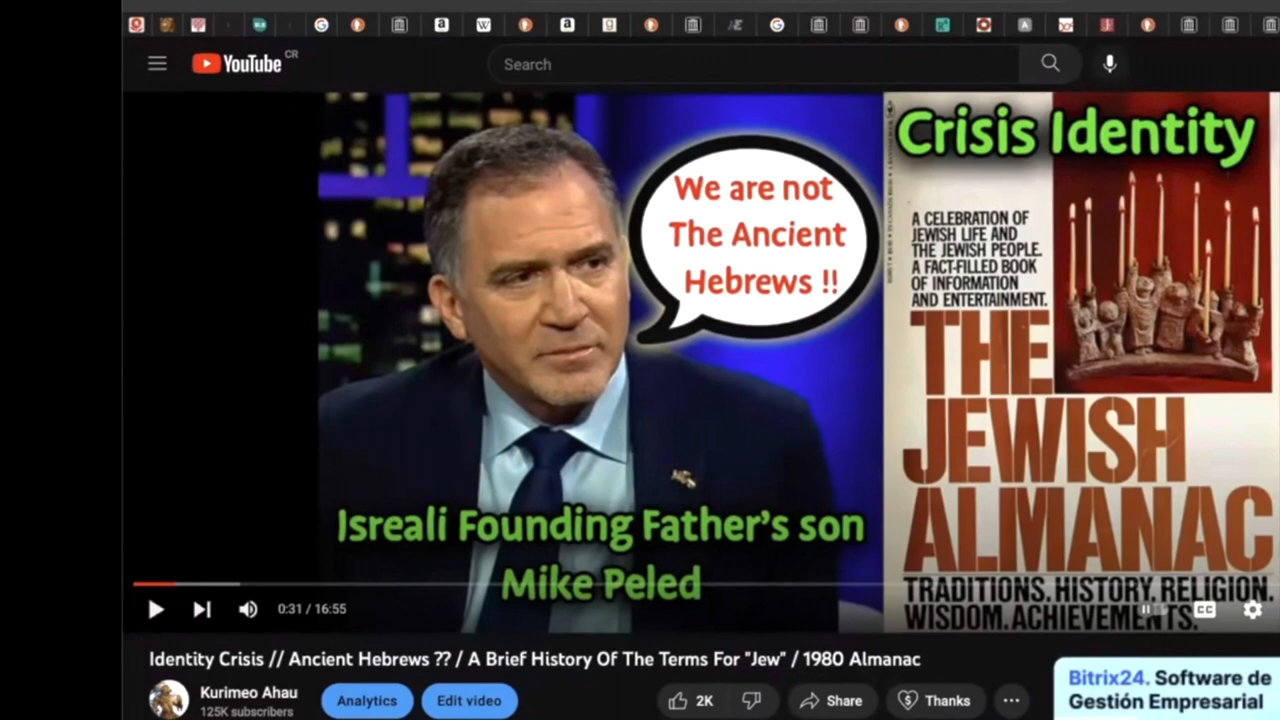 YouTube CR
Search
We are not
The Ancient
Hebrews !!
Isreali Founding Father's son
Mike Peled
Crisis Identity
A CELEBRATION OF
JEWISH LIFE AND
THE JEWISH PEOPLE.
A FACT-FILLED BOOK
OF INFORMATION
AND ENTERTAINMENT.
THE
JEWISH
ALMANAC
TRADITIONS. HISTORY. RELIGION.
WISDOM. ACHIEVEMENTS.
0:31 / 16:55
CC
Identity Crisis // Ancient Hebrews ?? / A Brief History Of The Terms For "Jew" / 1980 Almanac
Kurimeo Ahau
125K subscribers
Analytics
Edit video
2K
Share
Thanks
Bitrix24. Software de
Gestión Empresarial